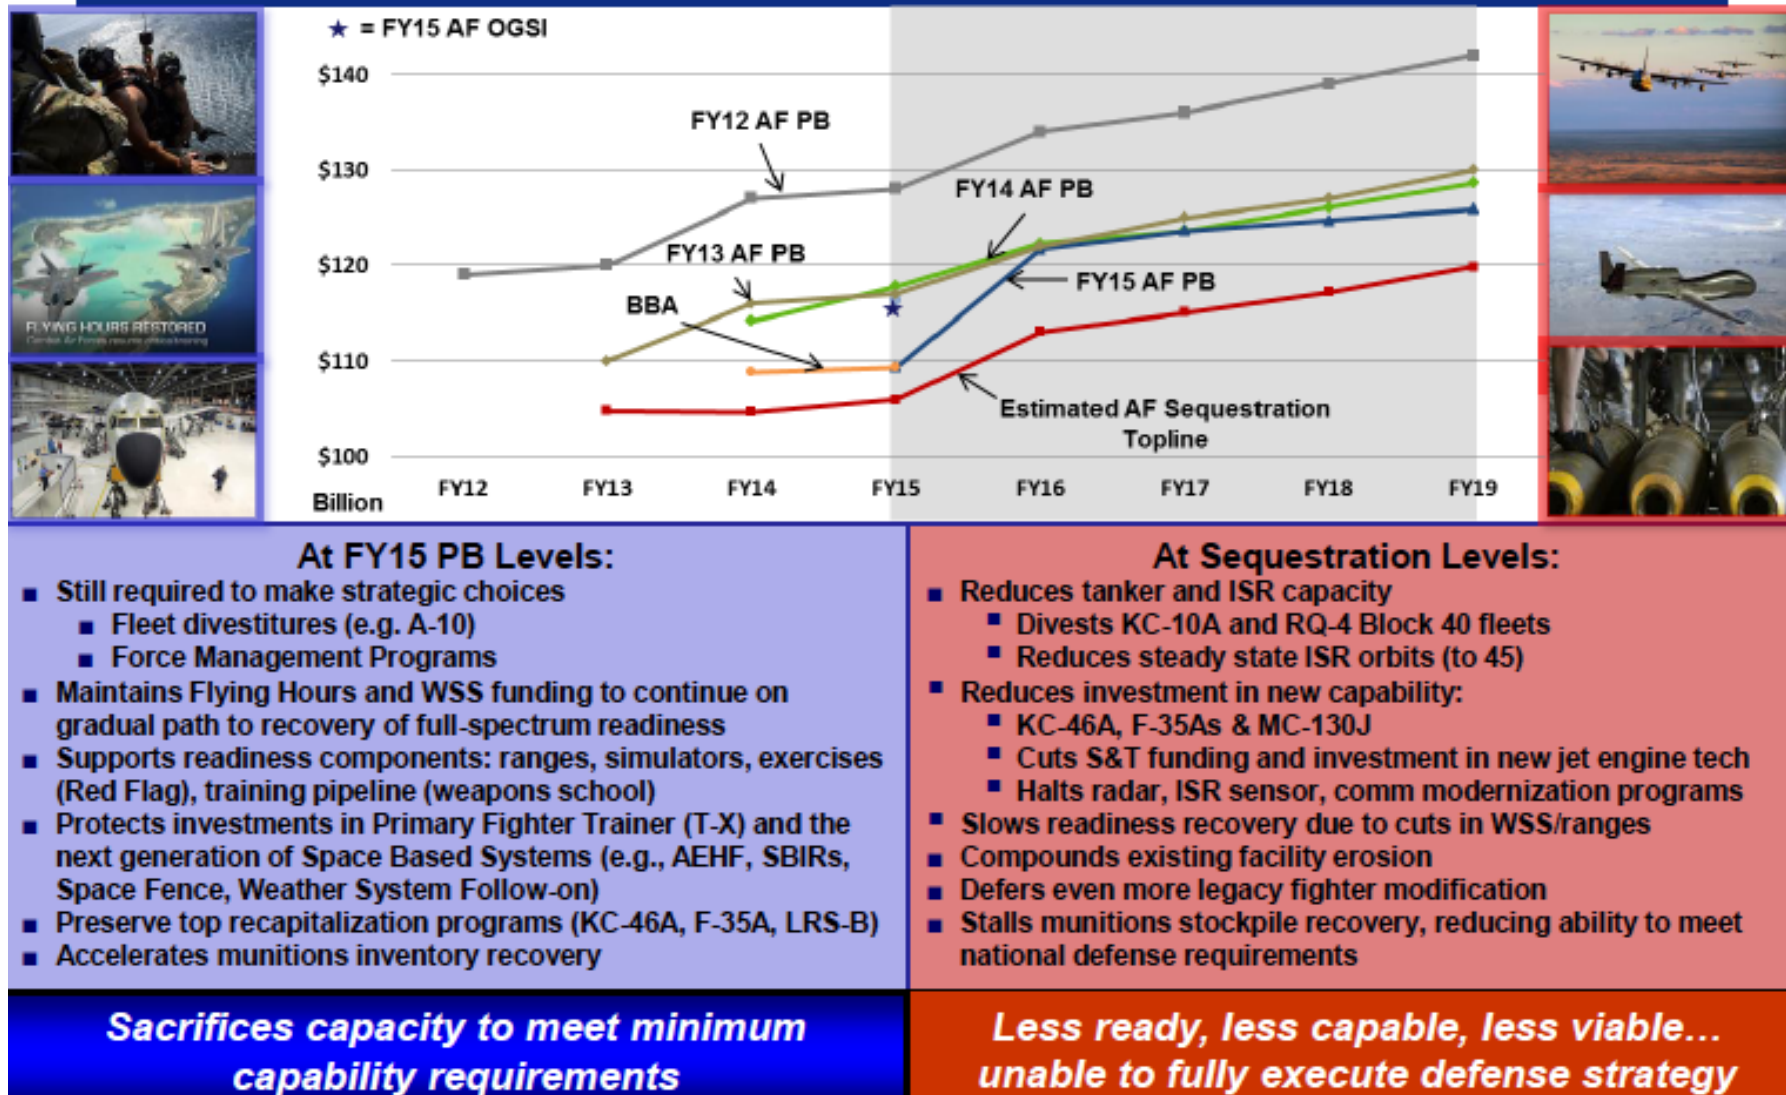 ★ = FY15 AF OGSI
$140
$130
$120
$110
$100
Billion
FY12
FY13
FY14
FY15
FY16
FY17
FY18
FY19
FY12 AF PB
FY14 AF PB
FY13 AF PB
BBA
FY15 AF PB
Estimated AF Sequestration
Topline
FLYING HOURS RESTORED
At FY15 PB Levels:
■ Still required to make strategic choices
■ Fleet divestitures (e.g. A-10)
■ Force Management Programs
■ Maintains Flying Hours and WSS funding to continue on
gradual path to recovery of full-spectrum readiness
■ Supports readiness components: ranges, simulators, exercises
(Red Flag), training pipeline (weapons school)
■ Protects investments in Primary Fighter Trainer (T-X) and the
next generation of Space Based Systems (e.g., AEHF, SBIRs,
Space Fence, Weather System Follow-on)
■ Preserve top recapitalization programs (KC-46A, F-35A, LRS-B)
■ Accelerates munitions inventory recovery
Sacrifices capacity to meet minimum
capability requirements
At Sequestration Levels:
■ Reduces tanker and ISR capacity
■ Divests KC-10A and RQ-4 Block 40 fleets
■ Reduces steady state ISR orbits (to 45)
■ Reduces investment in new capability:
■ KC-46A, F-35As & MC-130J
■ Cuts S&T funding and investment in new jet engine tech
■ Halts radar, ISR sensor, comm modernization programs
■ Slows readiness recovery due to cuts in WSS/ranges
■ Compounds existing facility erosion
■ Defers even more legacy fighter modification
■ Stalls munitions stockpile recovery, reducing ability to meet
national defense requirements
Less ready, less capable, less viable…
unable to fully execute defense strategy